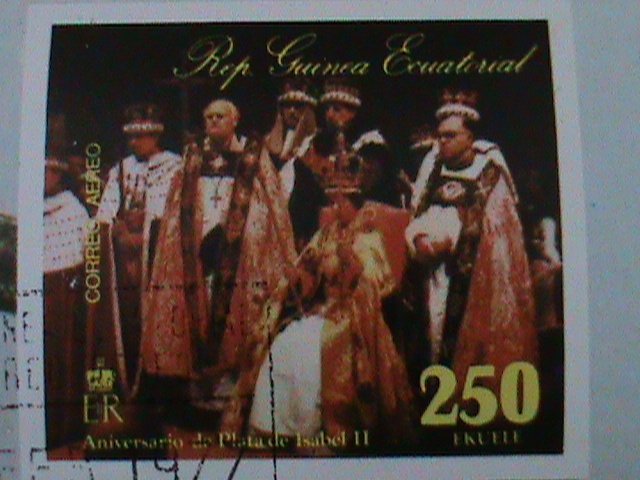 Rep. Guinea Ecuatorial
CORREO AEREO
ER
250
EKUELE
Aniversario de Plata de Isabel II